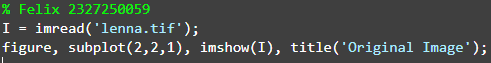 % Felix 2327250059
I = imread('lenna.tif');
figure, subplot(2,2,1), imshow(I), title('Original Image');